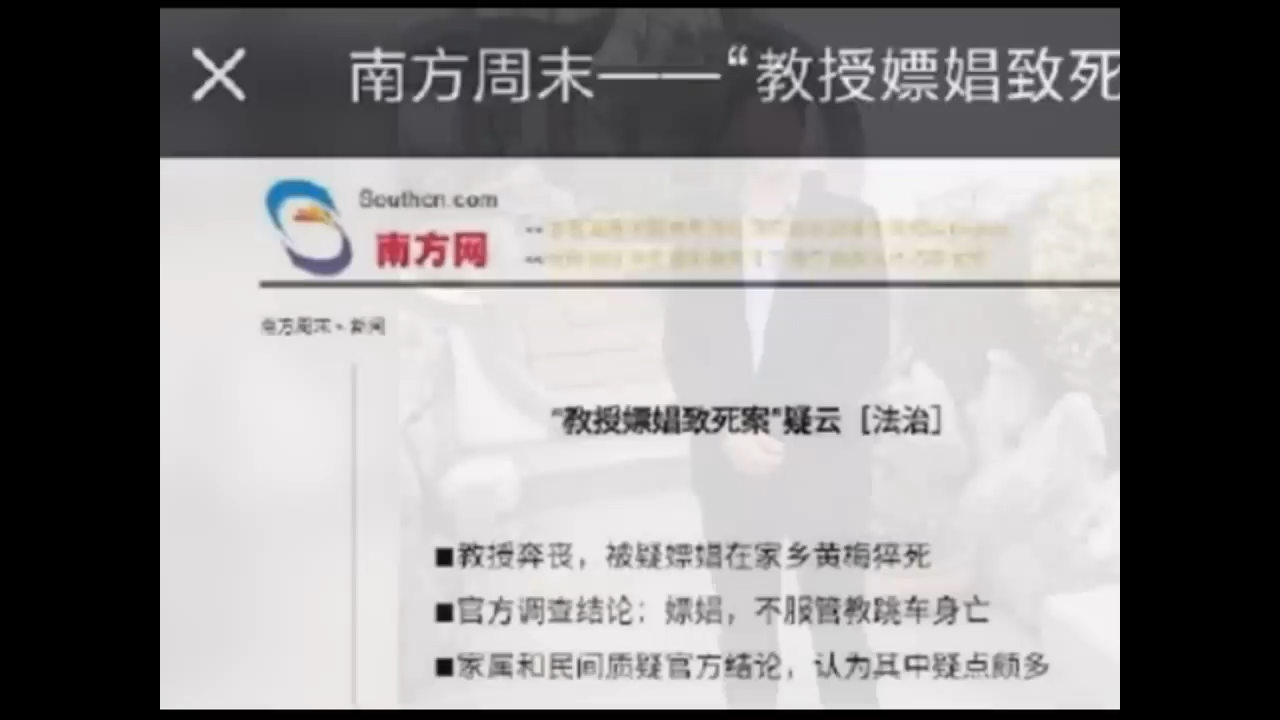 南方周末——“教授嫖娼致死
Southcn.com
南方网
南方周末 > 新闻
“教授嫖娼致死案”疑云［法治］
■教授奔丧，被疑嫖娼在家乡黄梅猝死
■官方调查结论：嫖娼，不服管教跳车身亡
■家属和民间质疑官方结论，认为其中疑点颇多